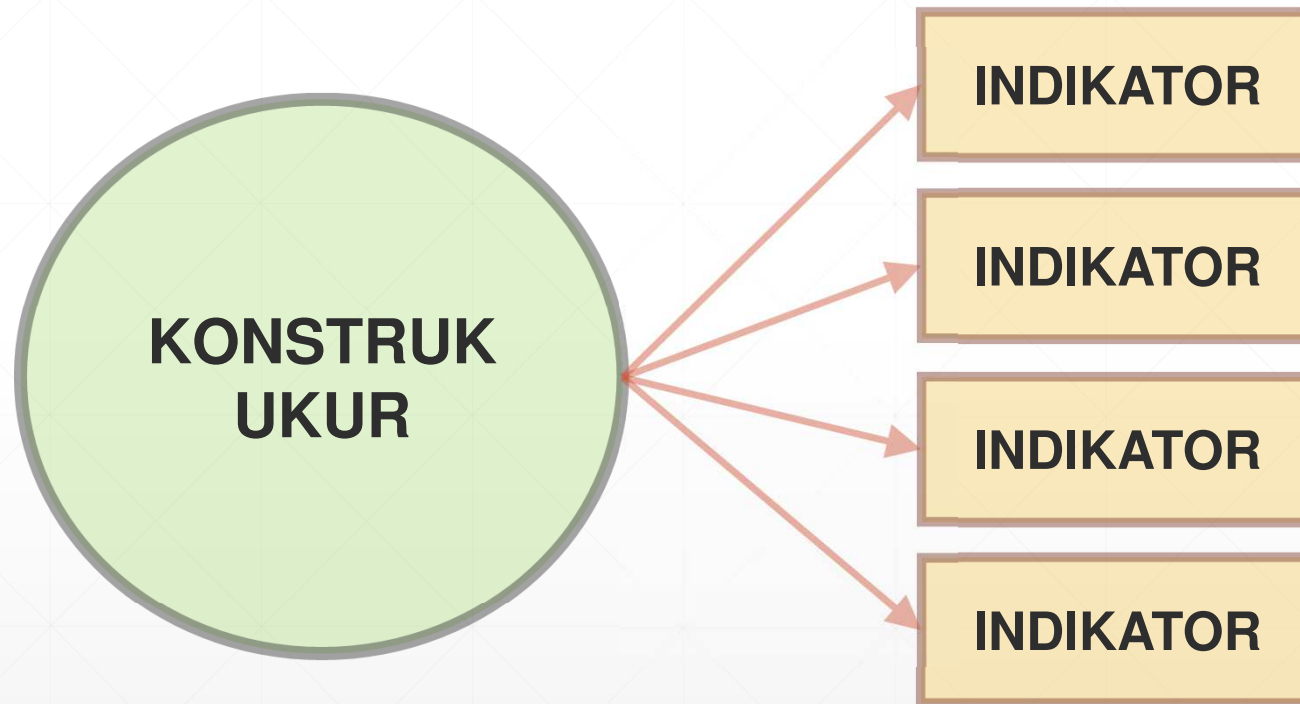 KONSTRUK
UKUR
INDIKATOR
INDIKATOR
INDIKATOR
INDIKATOR